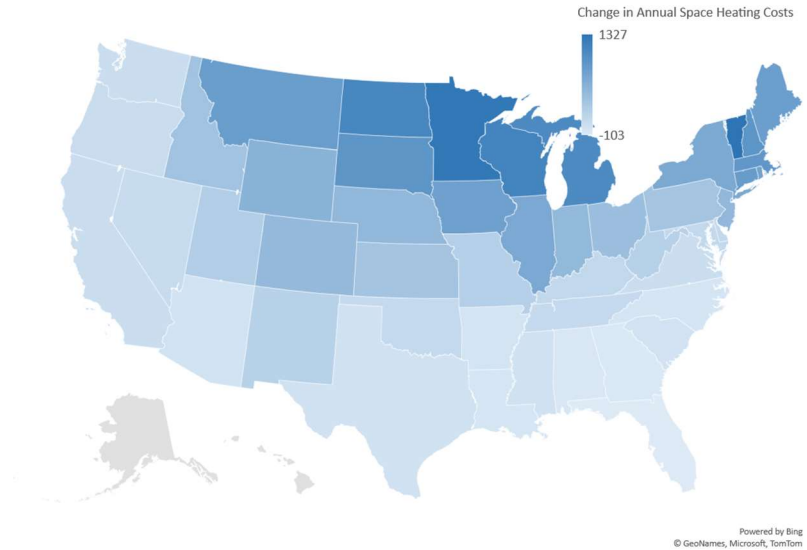 Change in Annual Space Heating Costs
1327
-103
Powered by Bing
© GeoNames, Microsoft, TomTom